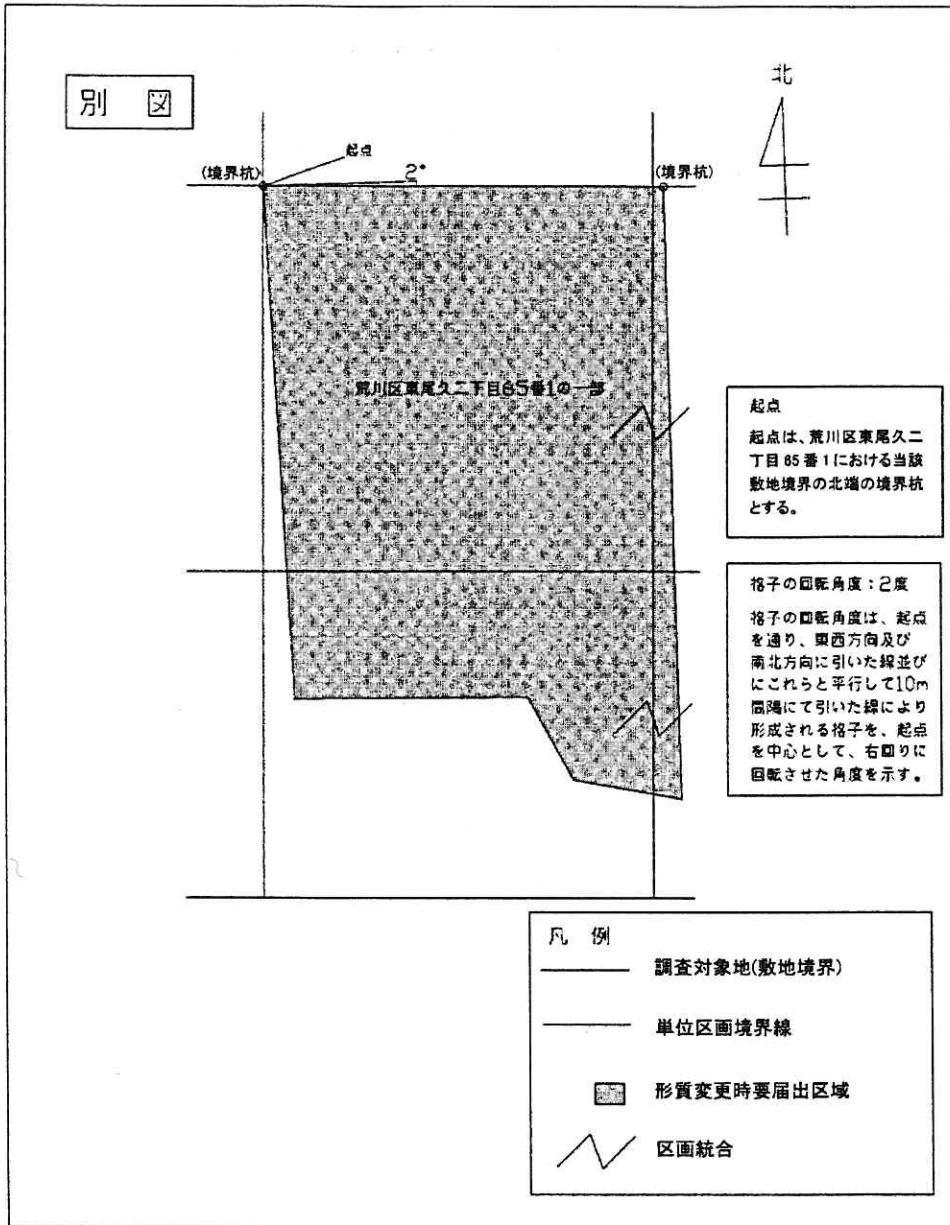 別 図
北
起点
(境界杭)
2°
(境界杭)
荒川区東尾久二丁目65番1の一部
起点
起点は、荒川区東尾久二
丁目65番1における当該
敷地境界の北端の境界杭
とする。
格子の回転角度:2度
格子の回転角度は、起点
を通り、東西方向及び
南北方向に引いた線並び
にこれらと平行して10m
間隔にて引いた線により
形成される格子を、起点
を中心として、右回りに
回転させた角度を示す。
凡 例
調査対象地(敷地境界)
単位区画境界線
形質変更時要届出区域
区画統合